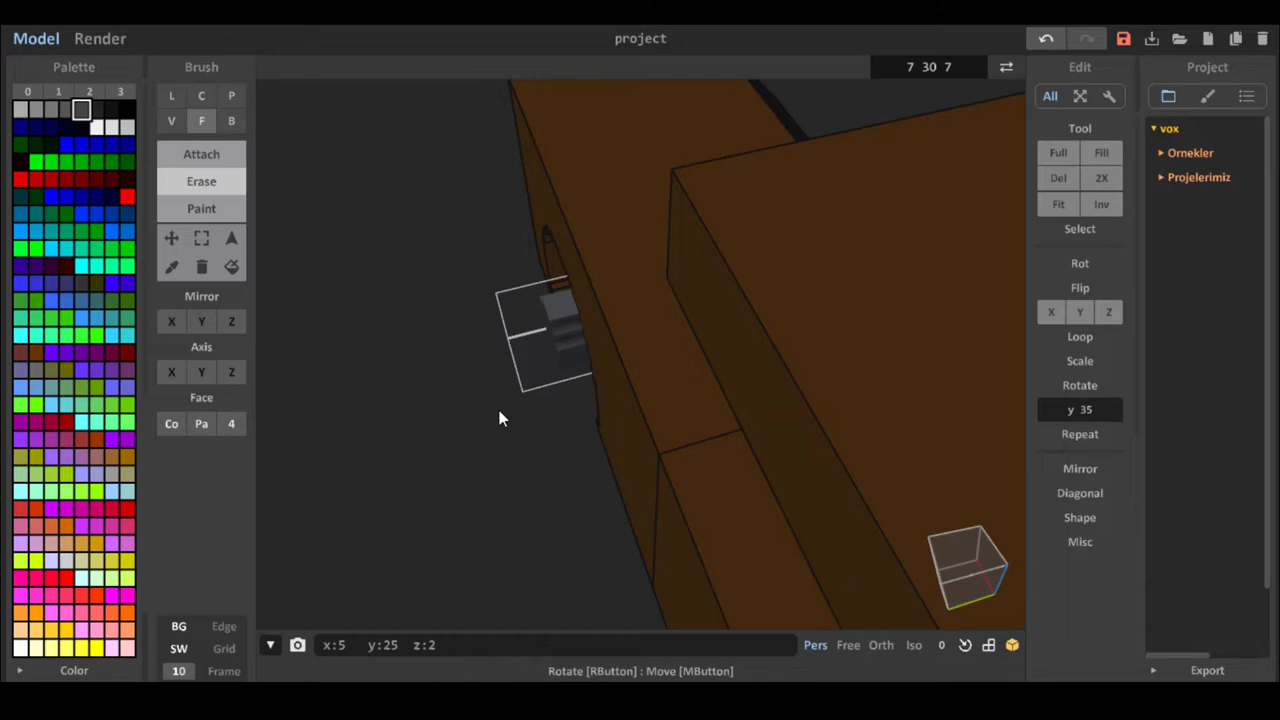 Model Render
project
Palette
Brush
7 30 7
Edit
Project
0 1 2 3
L C P
V F B
Attach
Erase
Paint
Mirror
X Y Z
Axis
X Y Z
Face
Co Pa 4
BG Edge
SW Grid
10 Frame
Color
All
Tool
Full Fill
Del 2X
Fit Inv
Select
Rot
Flip
X Y Z
Loop
Scale
Rotate
y 35
Repeat
Mirror
Diagonal
Shape
Misc
vox
Ornekler
Projelerimiz
Export
x:5 y:25 z:2
Pers Free Orth Iso 0
Rotate [RButton] : Move [MButton]